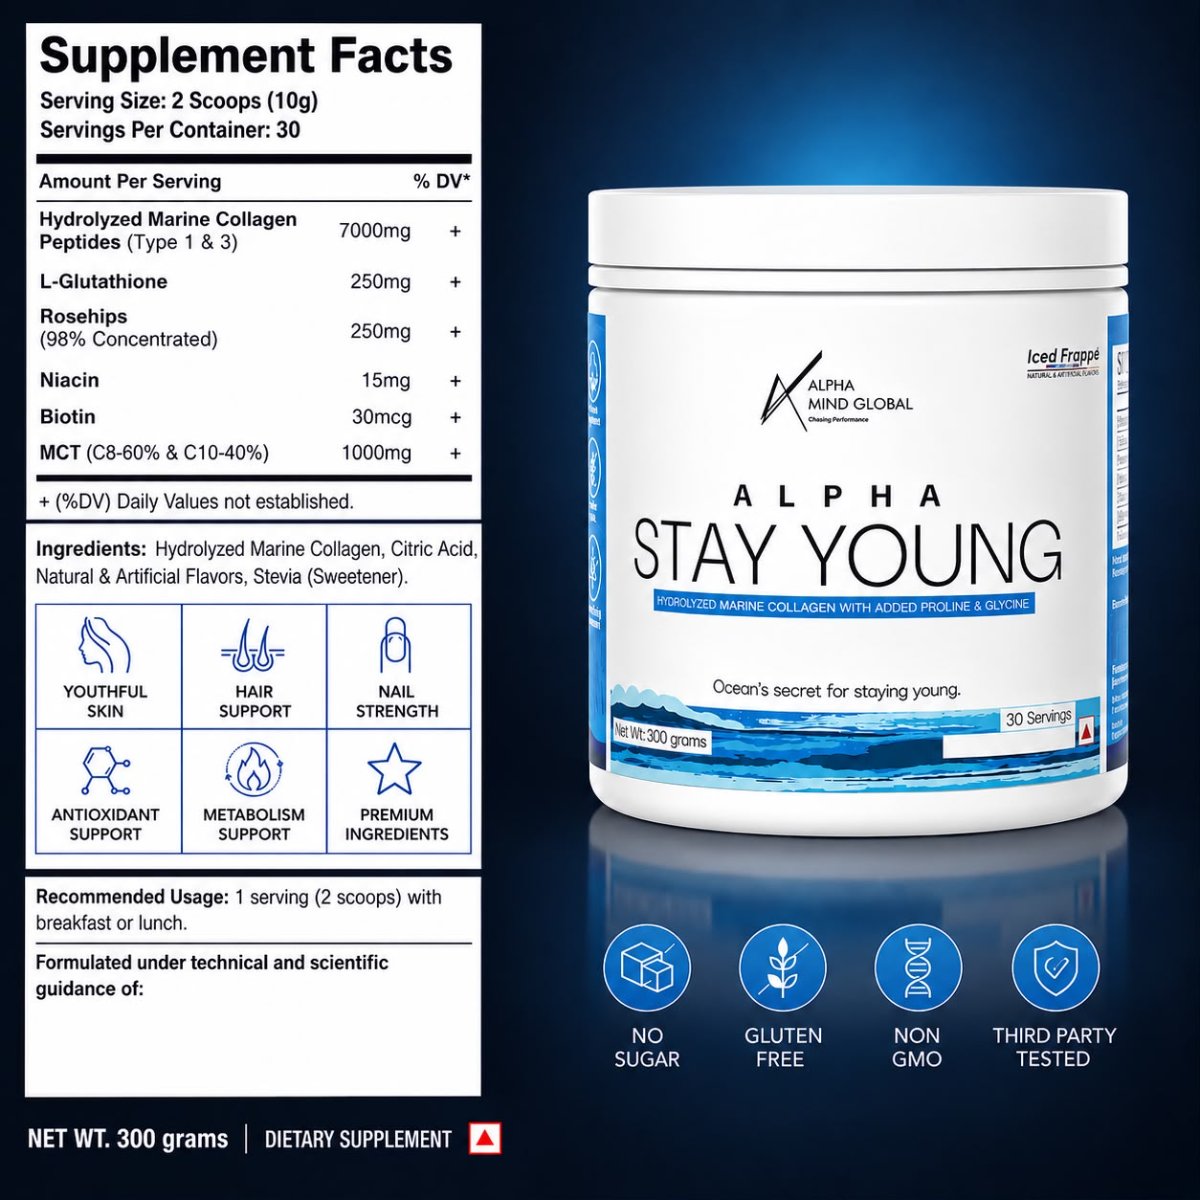 Supplement Facts
Serving Size: 2 Scoops (10g)
Servings Per Container: 30
Amount Per Serving % DV*
Hydrolyzed Marine Collagen
Peptides (Type 1 & 3) 7000mg +
L-Glutathione 250mg +
Rosehips
(98% Concentrated) 250mg +
Niacin 15mg +
Biotin 30mcg +
MCT (C8-60% & C10-40%) 1000mg +
+ (%DV) Daily Values not established.
Ingredients: Hydrolyzed Marine Collagen, Citric Acid,
Natural & Artificial Flavors, Stevia (Sweetener).
YOUTHFUL
SKIN
HAIR
SUPPORT
NAIL
STRENGTH
ANTIOXIDANT
SUPPORT
METABOLISM
SUPPORT
PREMIUM
INGREDIENTS
Recommended Usage: 1 serving (2 scoops) with
breakfast or lunch.
Formulated under technical and scientific
guidance of:
NET WT. 300 grams | DIETARY SUPPLEMENT
Iced Frappé
NATURAL & ARTIFICIAL FLAVORS
ALPHA
MIND GLOBAL
Chasing Performance
ALPHA
STAY YOUNG
HYDROLYZED MARINE COLLAGEN WITH ADDED PROLINE & GLYCINE
Ocean's secret for staying young.
30 Servings
Net Wt: 300 grams
NO
SUGAR
GLUTEN
FREE
NON
GMO
THIRD PARTY
TESTED